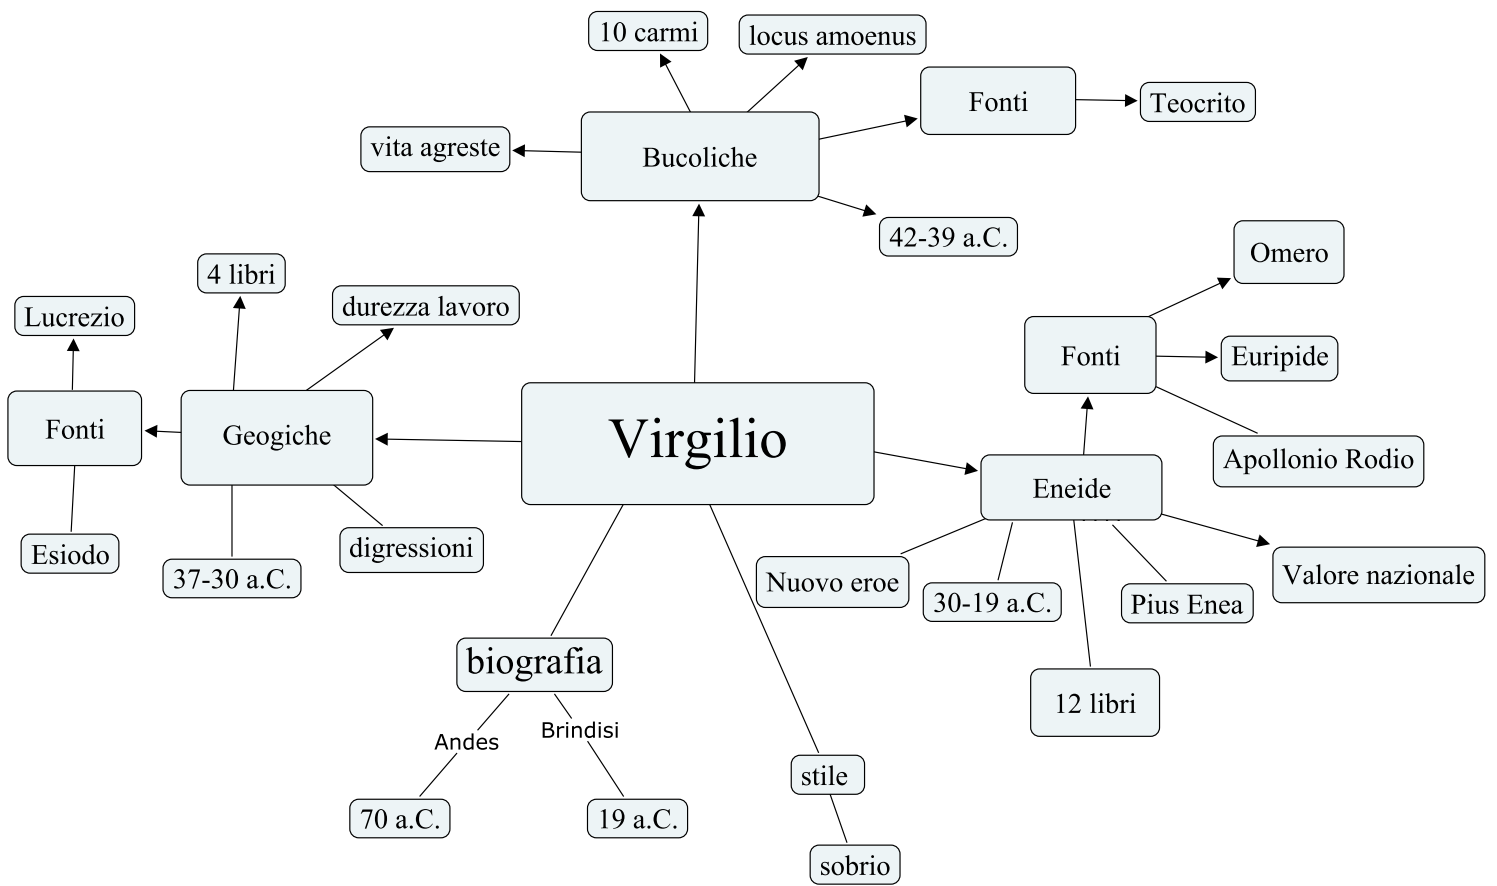 10 carmi
locus amoenus
Fonti
Teocrito
vita agreste
Bucoliche
42-39 a.C.
Omero
4 libri
durezza lavoro
Lucrezio
Fonti
Euripide
Fonti
Geogiche
Virgilio
Apollonio Rodio
Eneide
Esiodo
37-30 a.C.
digressioni
Nuovo eroe
30-19 a.C.
Pius Enea
Valore nazionale
biografia
12 libri
Andes
Brindisi
stile
70 a.C.
19 a.C.
sobrio